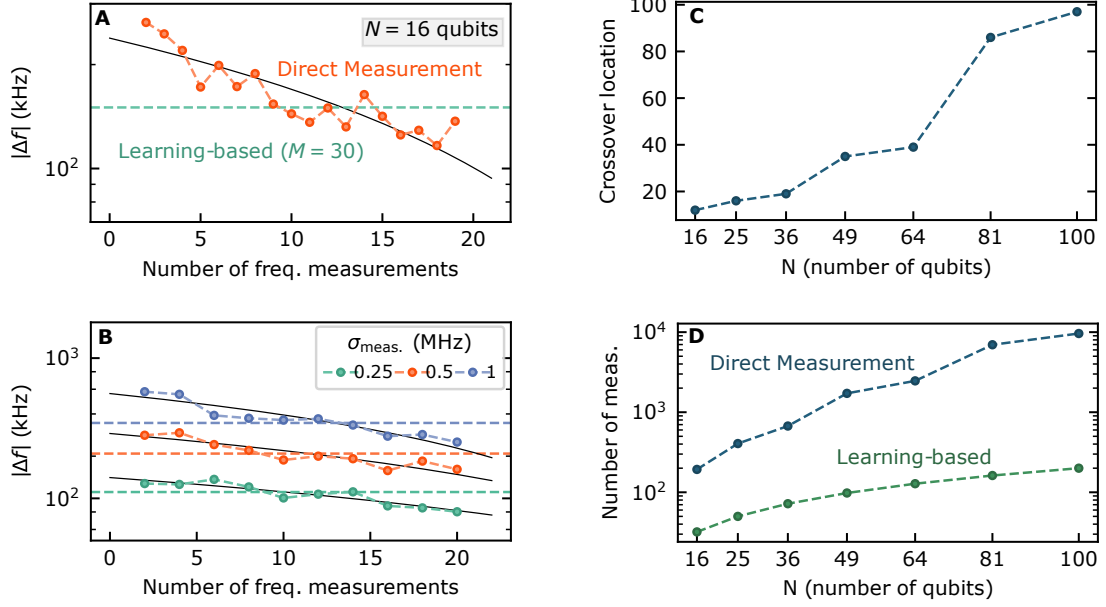 A
N = 16 qubits
Direct Measurement
Learning-based (M = 30)
|Δf| (kHz)
10²
0 5 10 15 20
Number of freq. measurements
C
Crossover location
100
80
60
40
20
16 25 36 49 64 81 100
N (number of qubits)
B
σmeas. (MHz)
0.25 0.5 1
|Δf| (kHz)
10³
10²
0 5 10 15 20
Number of freq. measurements
D
Direct Measurement
Learning-based
Number of meas.
10⁴
10³
10²
16 25 36 49 64 81 100
N (number of qubits)